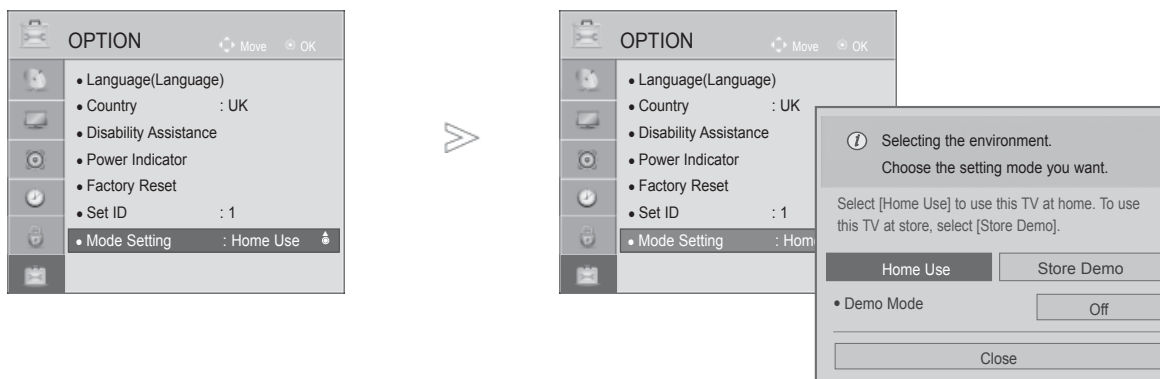 OPTION
Move OK
• Language(Language)
• Country : UK
• Disability Assistance
• Power Indicator
• Factory Reset
• Set ID : 1
• Mode Setting : Home Use
OPTION
Move OK
• Language(Language)
• Country : UK
• Disability Assistance
• Power Indicator
• Factory Reset
• Set ID : 1
• Mode Setting : Hom
i Selecting the environment.
Choose the setting mode you want.
Select [Home Use] to use this TV at home. To use
this TV at store, select [Store Demo].
Home Use Store Demo
• Demo Mode Off
Close